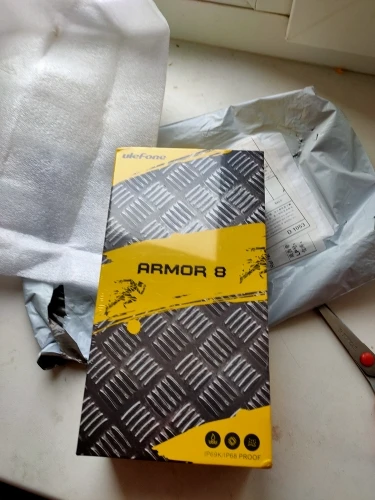 ulefone
ARMOR 8
IP69K/IP68 PROOF